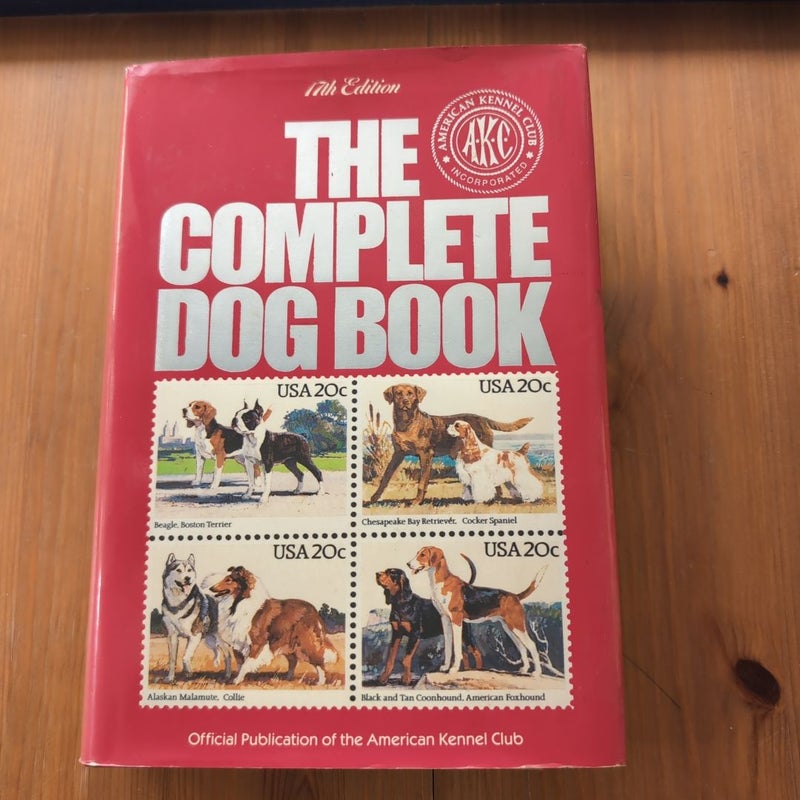 17th Edition
AMERICAN KENNEL CLUB
A·K·C
INCORPORATED
THE
COMPLETE
DOG BOOK
USA 20c
Beagle, Boston Terrier
USA 20c
Chesapeake Bay Retriever, Cocker Spaniel
USA 20c
Alaskan Malamute, Collie
USA 20c
Black and Tan Coonhound, American Foxhound
Official Publication of the American Kennel Club